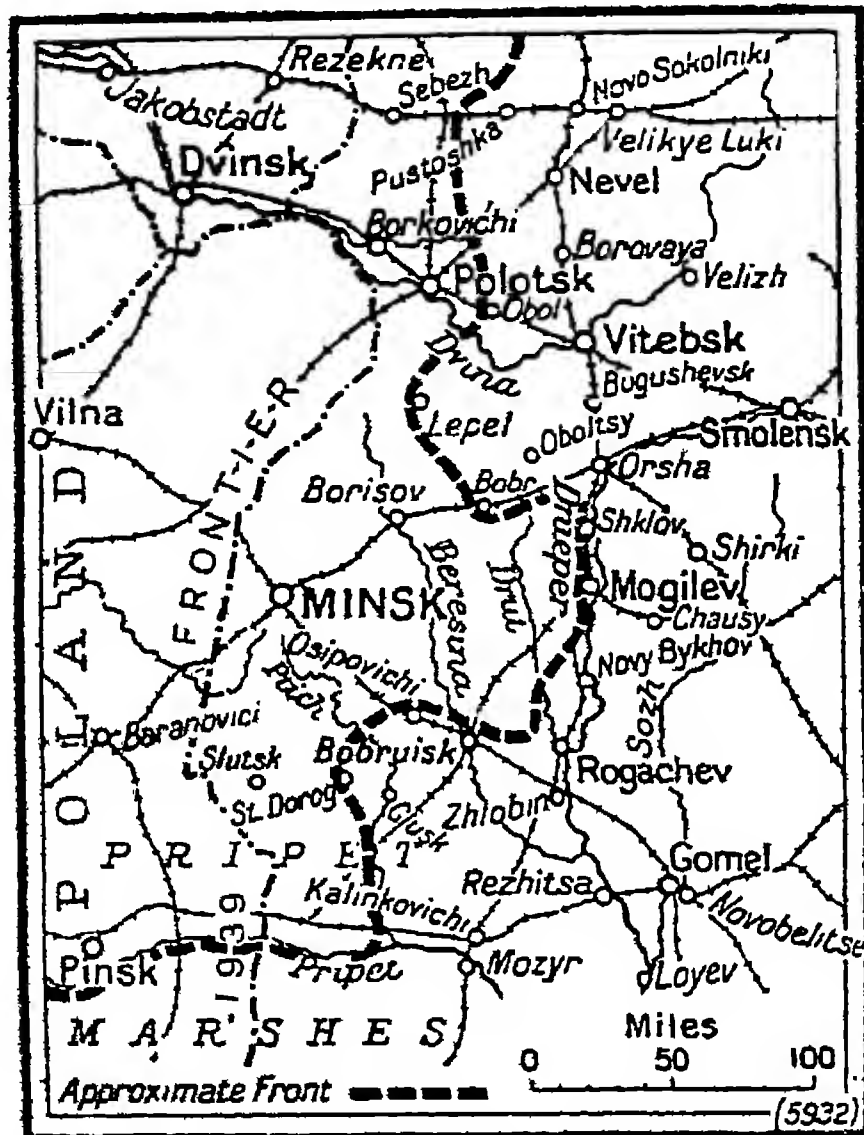 Rezekne
Sebezh
Novo Sokolniki
Jakobstadt
Pustoshka
Velikye Luki
Dvinsk
Nevel
Borkovichi
Borovaya
Polotsk
Velizh
Obol
Vitebsk
Dvina
Bugushevsk
Vilna
Lepel
Oboltsy
Smolensk
Orsha
Borisov
Bobr
Shklov
Shirki
FRONTIER
Beresina
Drut
Dnieper
MINSK
Mogilev
Chausy
Osipovichi
Novy Bykhov
Ptich
Sozh
Baranovici
Slutsk
Bobruisk
Rogachev
St. Dorog
Glusk
Zhlobin
POLAND
PRIPET
Gomel
Rezhitsa
Kalinkovichi
Novobelitse
1939
Pinsk
Pripet
Mozyr
Loyev
MARSHES
Miles
0 50 100
Approximate Front
(5932)